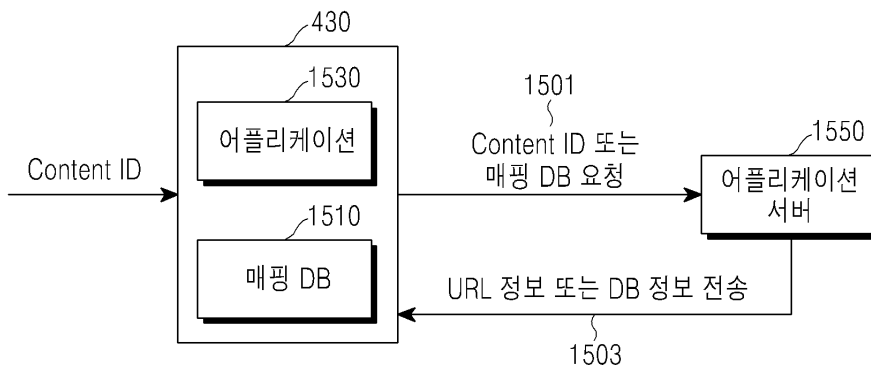 430
1530
어플리케이션
Content ID
1510
매핑 DB
1501
Content ID 또는
매핑 DB 요청
1550
어플리케이션
서버
URL 정보 또는 DB 정보 전송
1503